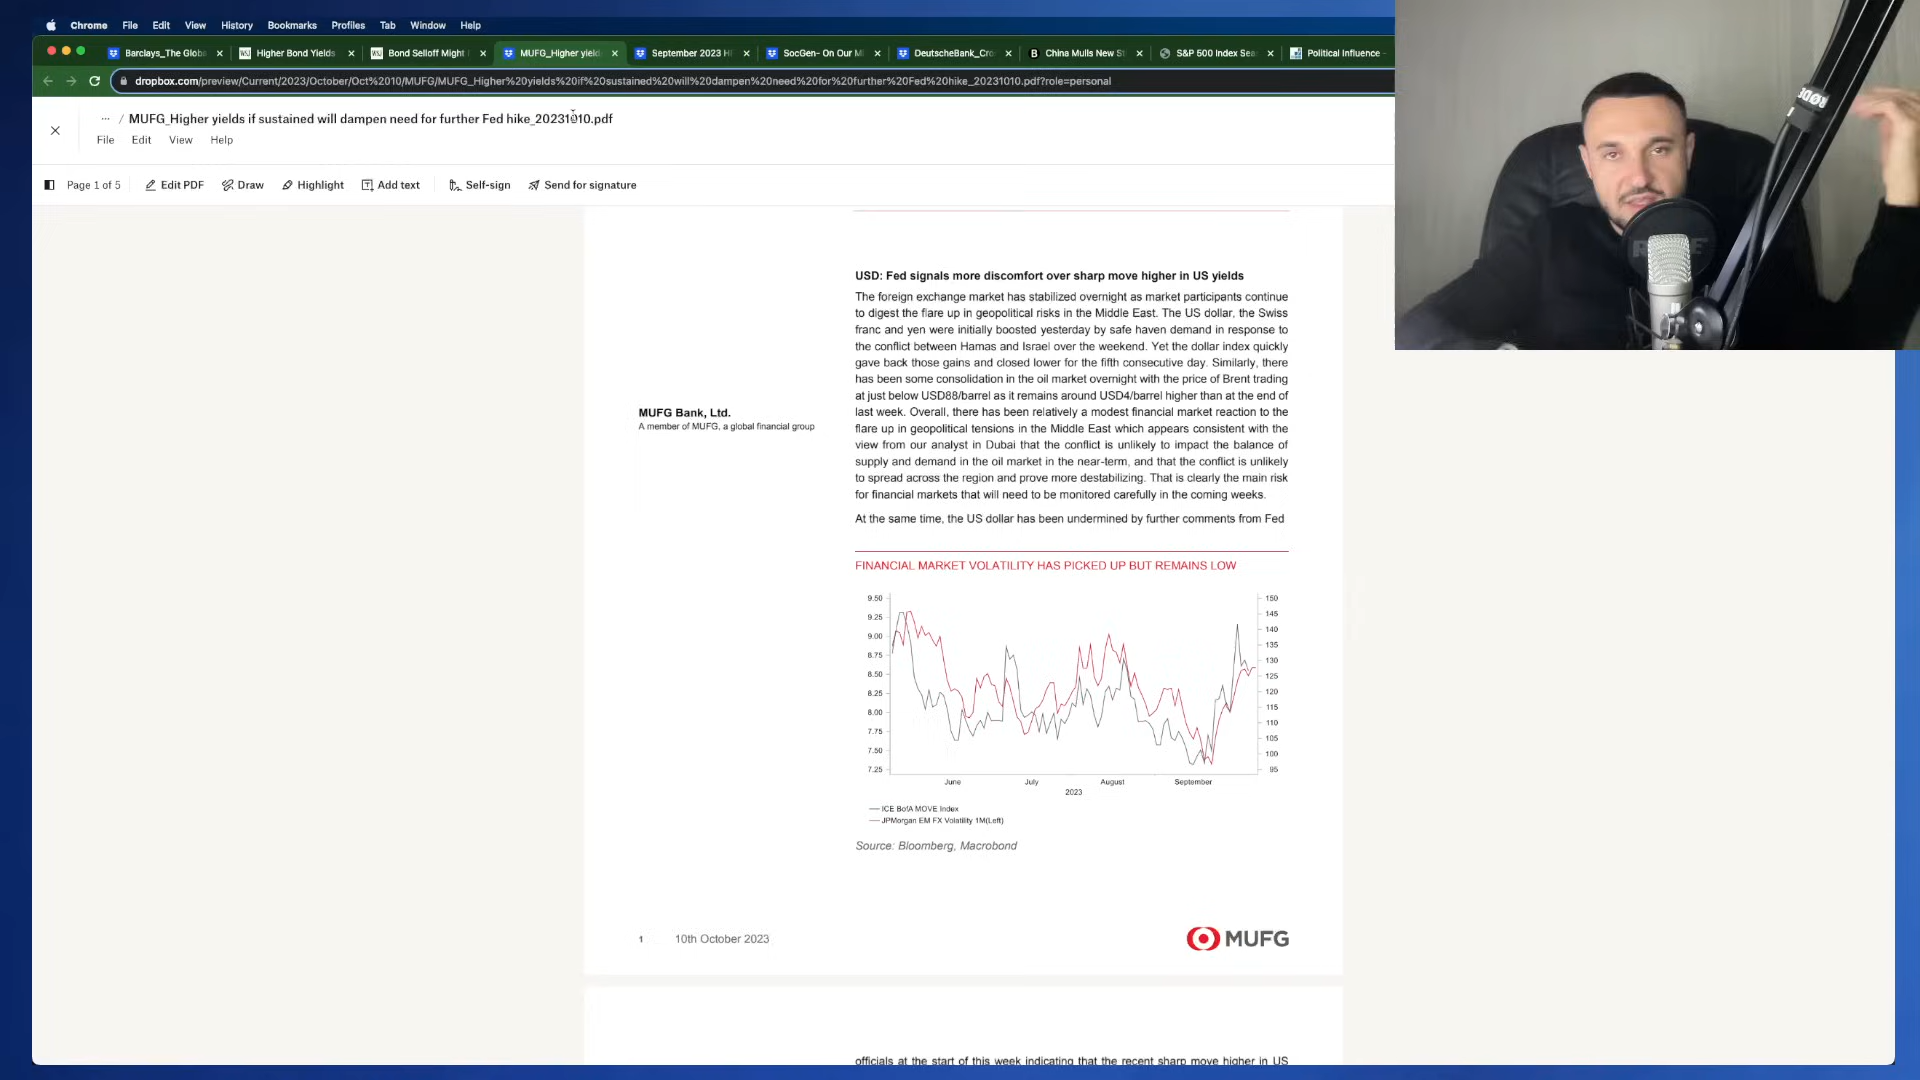 Chrome File Edit View History Bookmarks Profiles Tab Window Help
Barclays_The Globa Higher Bond Yields Bond Selloff Might MUFG_Higher yield September 2023 H SocGen- On Our Mi DeutscheBank_Cro China Mulls New St S&P 500 Index Sea Political Influence
dropbox.com/preview/Current/2023/October/Oct%2010/MUFG/MUFG_Higher%20yields%20if%20sustained%20will%20dampen%20need%20for%20further%20Fed%20hike_20231010.pdf?role=personal
... / MUFG_Higher yields if sustained will dampen need for further Fed hike_20231010.pdf
File Edit View Help
Page 1 of 5 Edit PDF Draw Highlight Add text Self-sign Send for signature
USD: Fed signals more discomfort over sharp move higher in US yields
The foreign exchange market has stabilized overnight as market participants continue
to digest the flare up in geopolitical risks in the Middle East. The US dollar, the Swiss
franc and yen were initially boosted yesterday by safe haven demand in response to
the conflict between Hamas and Israel over the weekend. Yet the dollar index quickly
gave back those gains and closed lower for the fifth consecutive day. Similarly, there
has been some consolidation in the oil market overnight with the price of Brent trading
at just below USD88/barrel as it remains around USD4/barrel higher than at the end of
last week. Overall, there has been relatively a modest financial market reaction to the
flare up in geopolitical tensions in the Middle East which appears consistent with the
view from our analyst in Dubai that the conflict is unlikely to impact the balance of
supply and demand in the oil market in the near-term, and that the conflict is unlikely
to spread across the region and prove more destabilizing. That is clearly the main risk
for financial markets that will need to be monitored carefully in the coming weeks.
MUFG Bank, Ltd.
A member of MUFG, a global financial group
At the same time, the US dollar has been undermined by further comments from Fed
FINANCIAL MARKET VOLATILITY HAS PICKED UP BUT REMAINS LOW
9.50 150
9.25 145
9.00 140
8.75 135
8.50 130
8.25 125
8.00 120
7.75 115
7.50 110
7.25 105
100
95
June July August September
2023
ICE BofA MOVE Index
JPMorgan EM FX Volatility 1M(Left)
Source: Bloomberg, Macrobond
1 10th October 2023
MUFG
officials at the start of this week indicating that the recent sharp move higher in US
RØDE